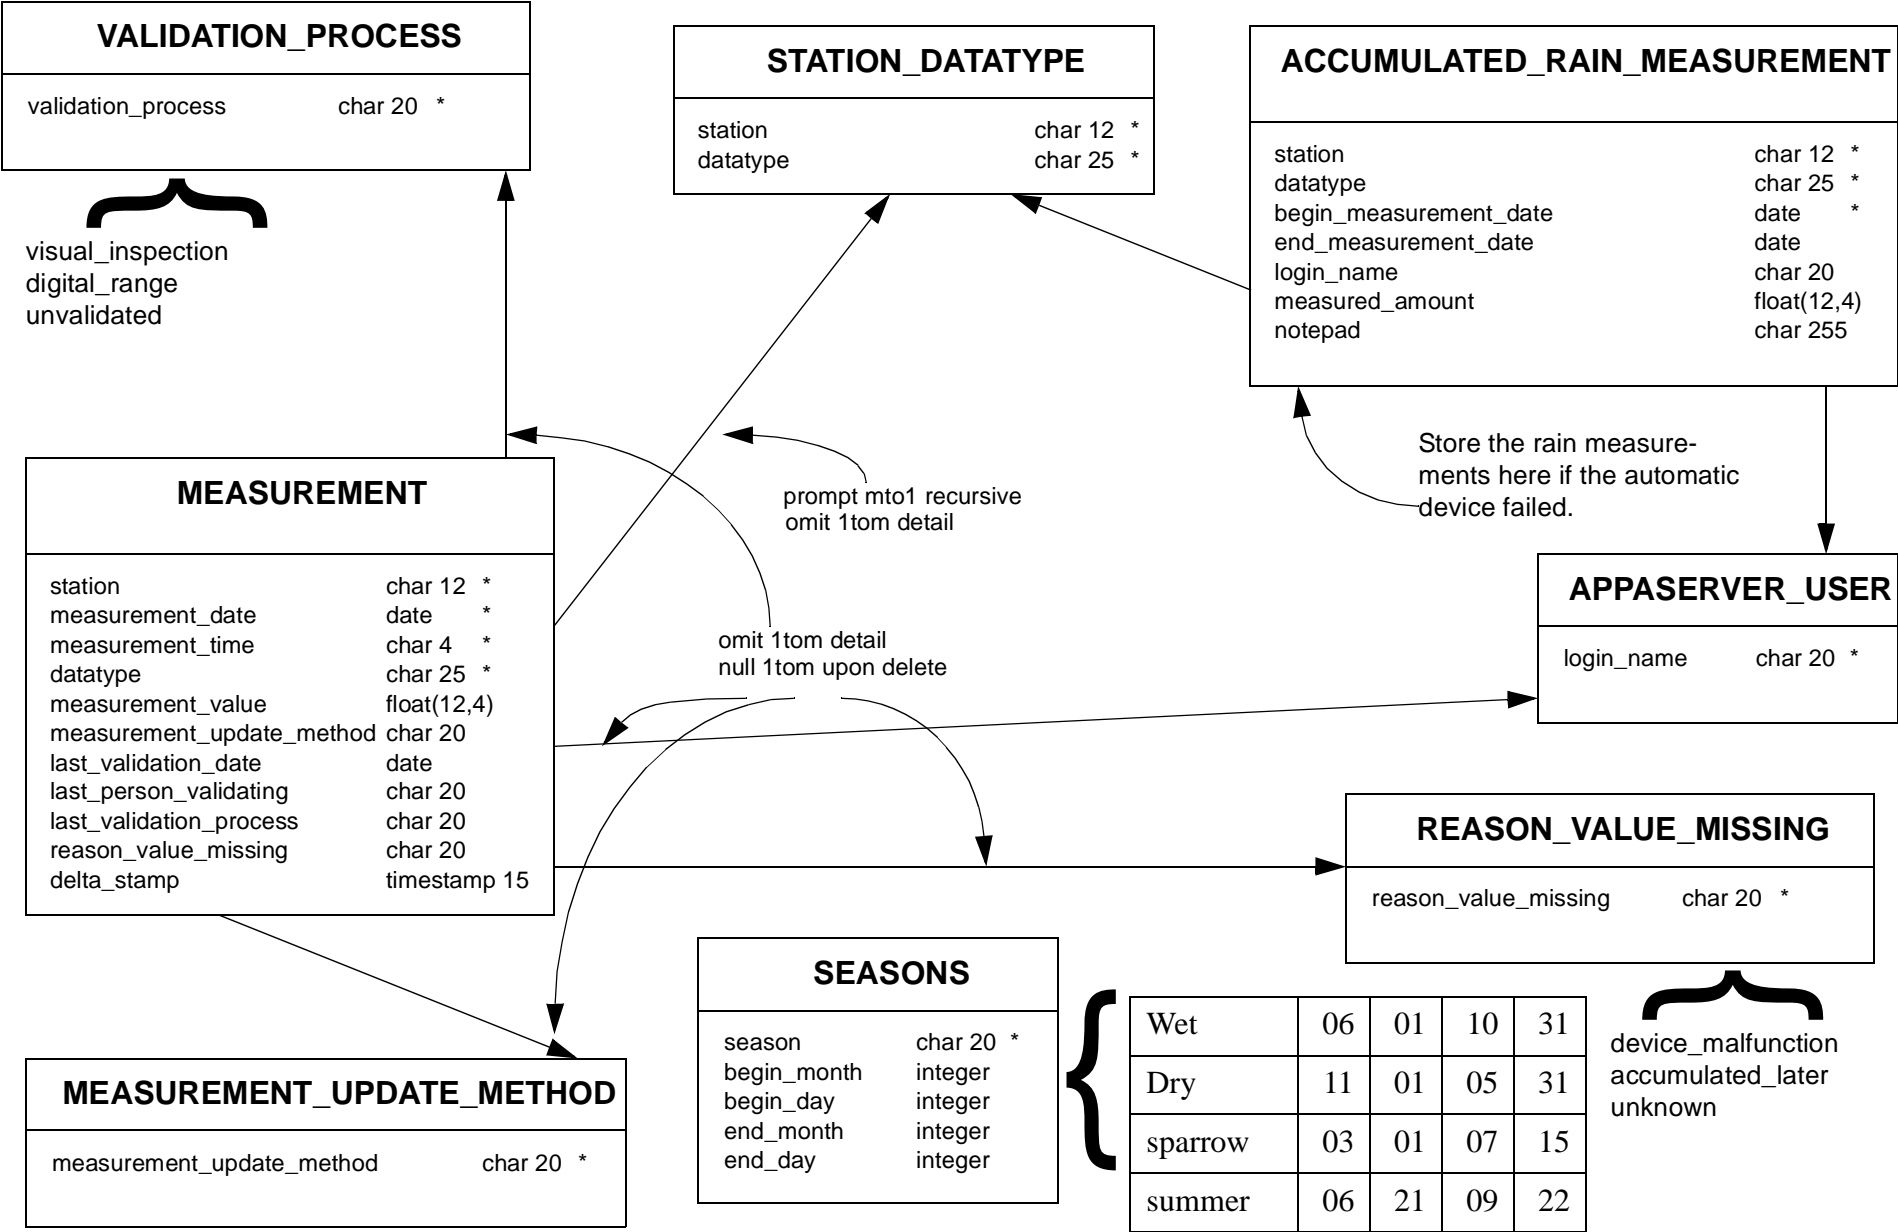 VALIDATION_PROCESS
validation_process char 20 *
visual_inspection
digital_range
unvalidated
STATION_DATATYPE
station char 12 *
datatype char 25 *
ACCUMULATED_RAIN_MEASUREMENT
station char 12 *
datatype char 25 *
begin_measurement_date date *
end_measurement_date date
login_name char 20
measured_amount float(12,4)
notepad char 255
Store the rain measure-
ments here if the automatic
device failed.
prompt mto1 recursive
omit 1tom detail
MEASUREMENT
station char 12 *
measurement_date date *
measurement_time char 4 *
datatype char 25 *
measurement_value float(12,4)
measurement_update_method char 20
last_validation_date date
last_person_validating char 20
last_validation_process char 20
reason_value_missing char 20
delta_stamp timestamp 15
omit 1tom detail
null 1tom upon delete
APPASERVER_USER
login_name char 20 *
REASON_VALUE_MISSING
reason_value_missing char 20 *
device_malfunction
accumulated_later
unknown
SEASONS
season char 20 *
begin_month integer
begin_day integer
end_month integer
end_day integer
Wet 06 01 10 31
Dry 11 01 05 31
sparrow 03 01 07 15
summer 06 21 09 22
MEASUREMENT_UPDATE_METHOD
measurement_update_method char 20 *